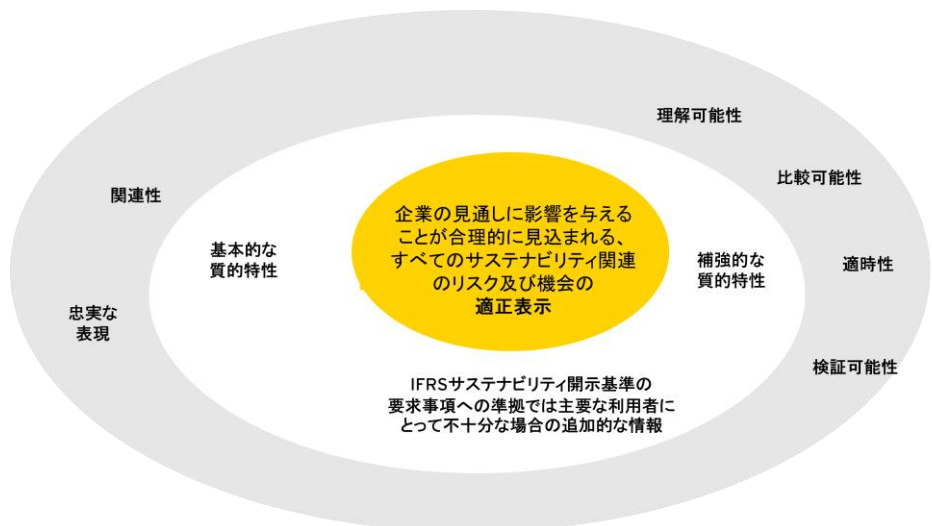 理解可能性
比較可能性
関連性
企業の見通しに影響を与える
ことが合理的に見込まれる、
すべてのサステナビリティ関連
のリスク及び機会の
適正表示
基本的な
質的特性
補強的な
質的特性
適時性
忠実な
表現
検証可能性
IFRSサステナビリティ開示基準の
要求事項への準拠では主要な利用者に
とって不十分な場合の追加的な情報